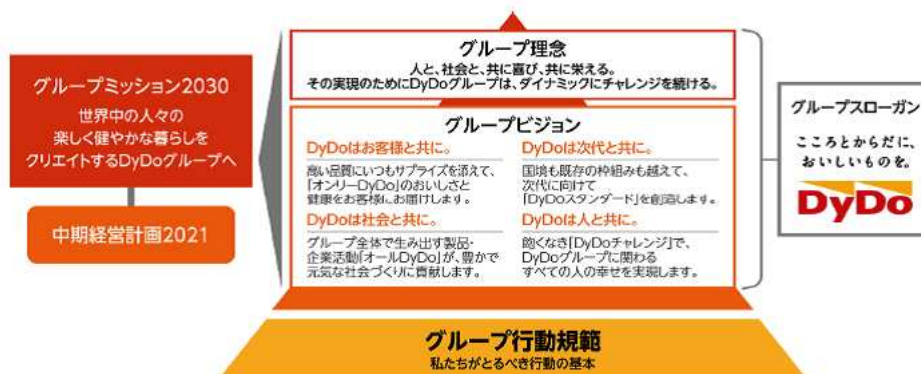 グループ理念
人と、社会と、共に喜び、共に栄える。
その実現のためにDyDoグループは、ダイナミックにチャレンジを続ける。
グループミッション2030
世界中の人々の
楽しく健やかな暮らしを
クリエイトするDyDoグループへ
中期経営計画2021
グループビジョン
DyDoはお客様と共に。
高い品質にいつもサプライズを添えて、
「オンリーDyDo」のおいしさと
健康をお客様にお届けします。
DyDoは次代と共に。
国境も既存の枠組みも越えて、
次代に向けて
「DyDoスタンダード」を創造します。
DyDoは社会と共に。
グループ全体で生み出す製品・
企業活動「オールDyDo」が、豊かで
元気な社会づくりに貢献します。
DyDoは人と共に。
飽くなき「DyDoチャレンジ」で、
DyDoグループに関わる
すべての人の幸せを実現します。
グループスローガン
こころとからだに、
おいしいものを。
DyDo
グループ行動規範
私たちがとるべき行動の基本